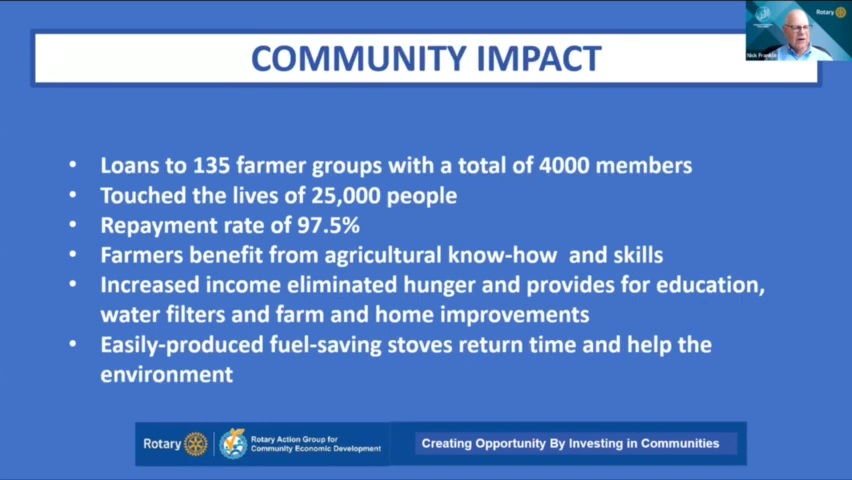 COMMUNITY IMPACT
Rotary
• Loans to 135 farmer groups with a total of 4000 members
• Touched the lives of 25,000 people
• Repayment rate of 97.5%
• Farmers benefit from agricultural know-how and skills
• Increased income eliminated hunger and provides for education,
water filters and farm and home improvements
• Easily-produced fuel-saving stoves return time and help the
environment
Rotary
Rotary Action Group for
Community Economic Development
Creating Opportunity By Investing in Communities